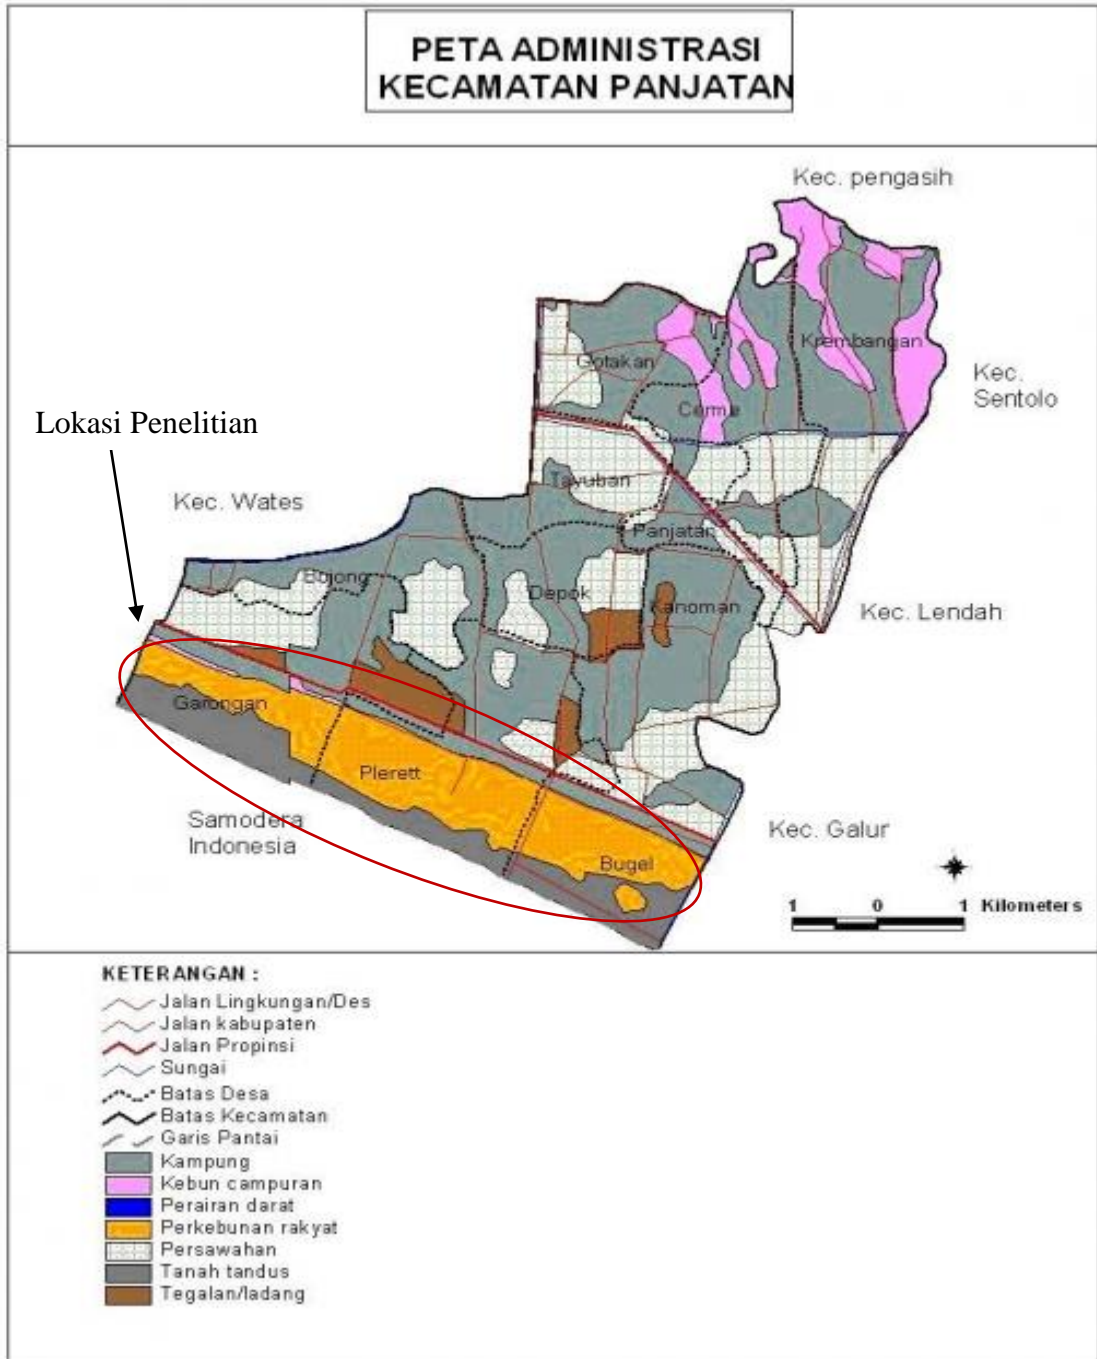 PETA ADMINISTRASI
KECAMATAN PANJATAN
Kec. pengasih
Gotakan
Krembangan
Kec.
Sentolo
Cerme
Lokasi Penelitian
Kec. Wates
Tayuban
Panjatan
Bojong
Depok
Kanoman
Kec. Lendah
Garongan
Plerett
Samodera
Indonesia
Kec. Galur
Bugel
1 0 1 Kilometers
KETERANGAN :
Jalan Lingkungan/Des
Jalan kabupaten
Jalan Propinsi
Sungai
Batas Desa
Batas Kecamatan
Garis Pantai
Kampung
Kebun campuran
Perairan darat
Perkebunan rakyat
Persawahan
Tanah tandus
Tegalan/ladang